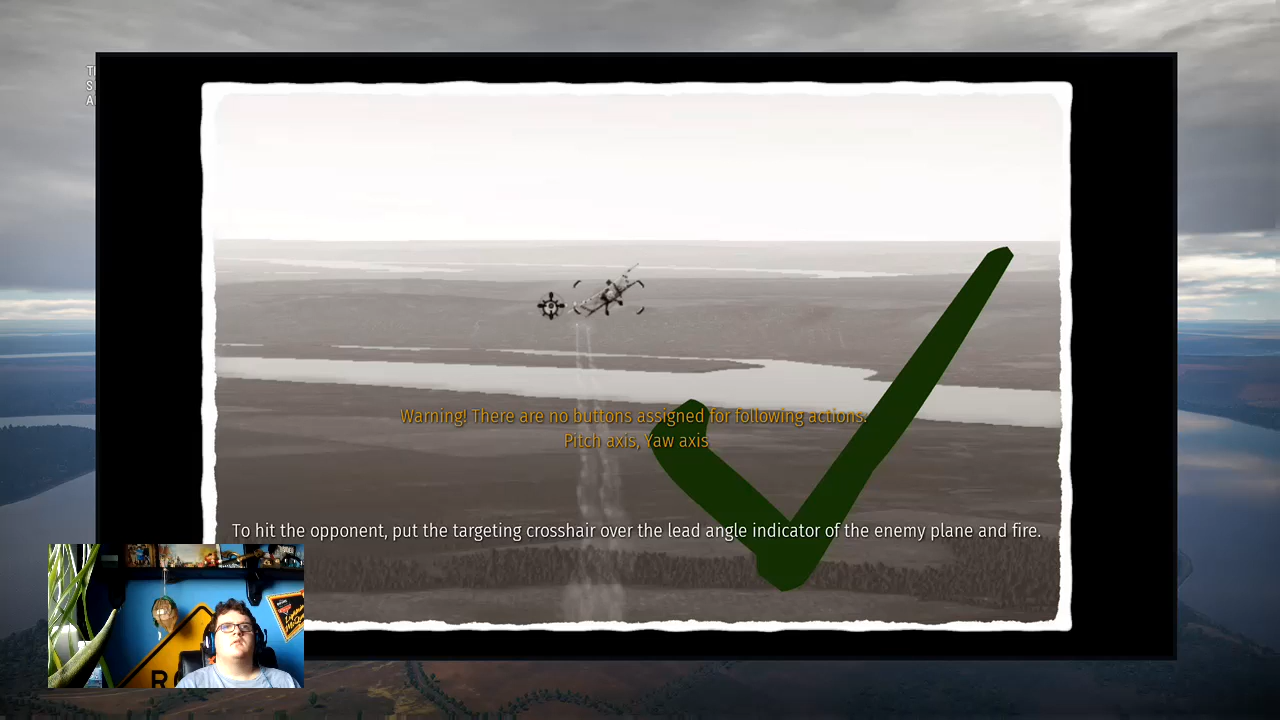 T
S
A
Warning! There are no buttons assigned for following actions:
Pitch axis, Yaw axis
To hit the opponent, put the targeting crosshair over the lead angle indicator of the enemy plane and fire.
R